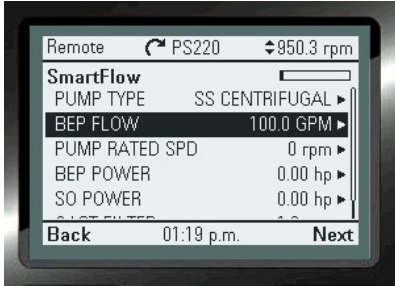 Remote PS220 950.3 rpm
SmartFlow
PUMP TYPE SS CENTRIFUGAL
BEP FLOW 100.0 GPM
PUMP RATED SPD 0 rpm
BEP POWER 0.00 hp
SO POWER 0.00 hp
Back 01:19 p.m. Next